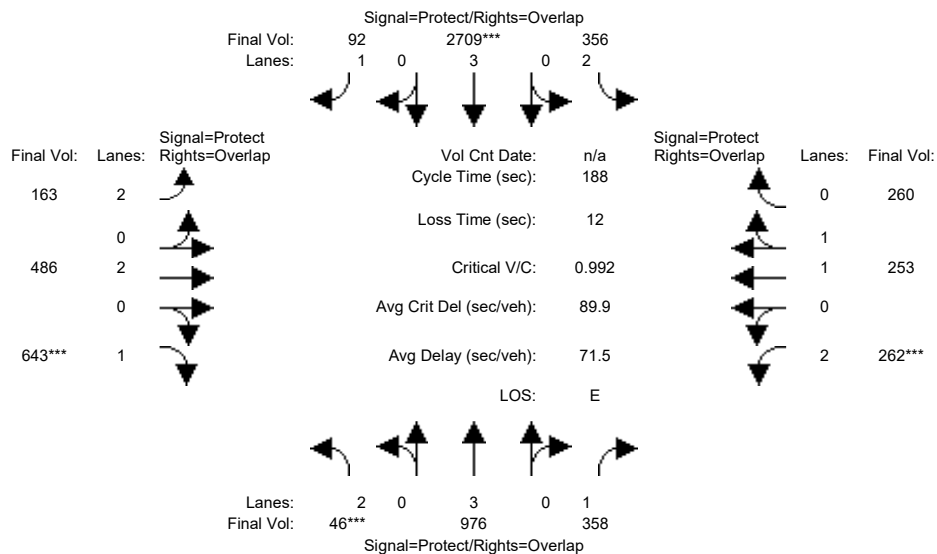 Signal=Protect/Rights=Overlap
Final Vol: 92 2709*** 356
Lanes: 1 0 3 0 2
Signal=Protect
Final Vol: Lanes: Rights=Overlap
Vol Cnt Date: n/a
Signal=Protect
Rights=Overlap Lanes: Final Vol:
Cycle Time (sec): 188
163 2
0 260
Loss Time (sec): 12
0
1
486 2
Critical V/C: 0.992
1 253
0
Avg Crit Del (sec/veh): 89.9
0
643*** 1
Avg Delay (sec/veh): 71.5
2 262***
LOS: E
Lanes: 2 0 3 0 1
Final Vol: 46*** 976 358
Signal=Protect/Rights=Overlap